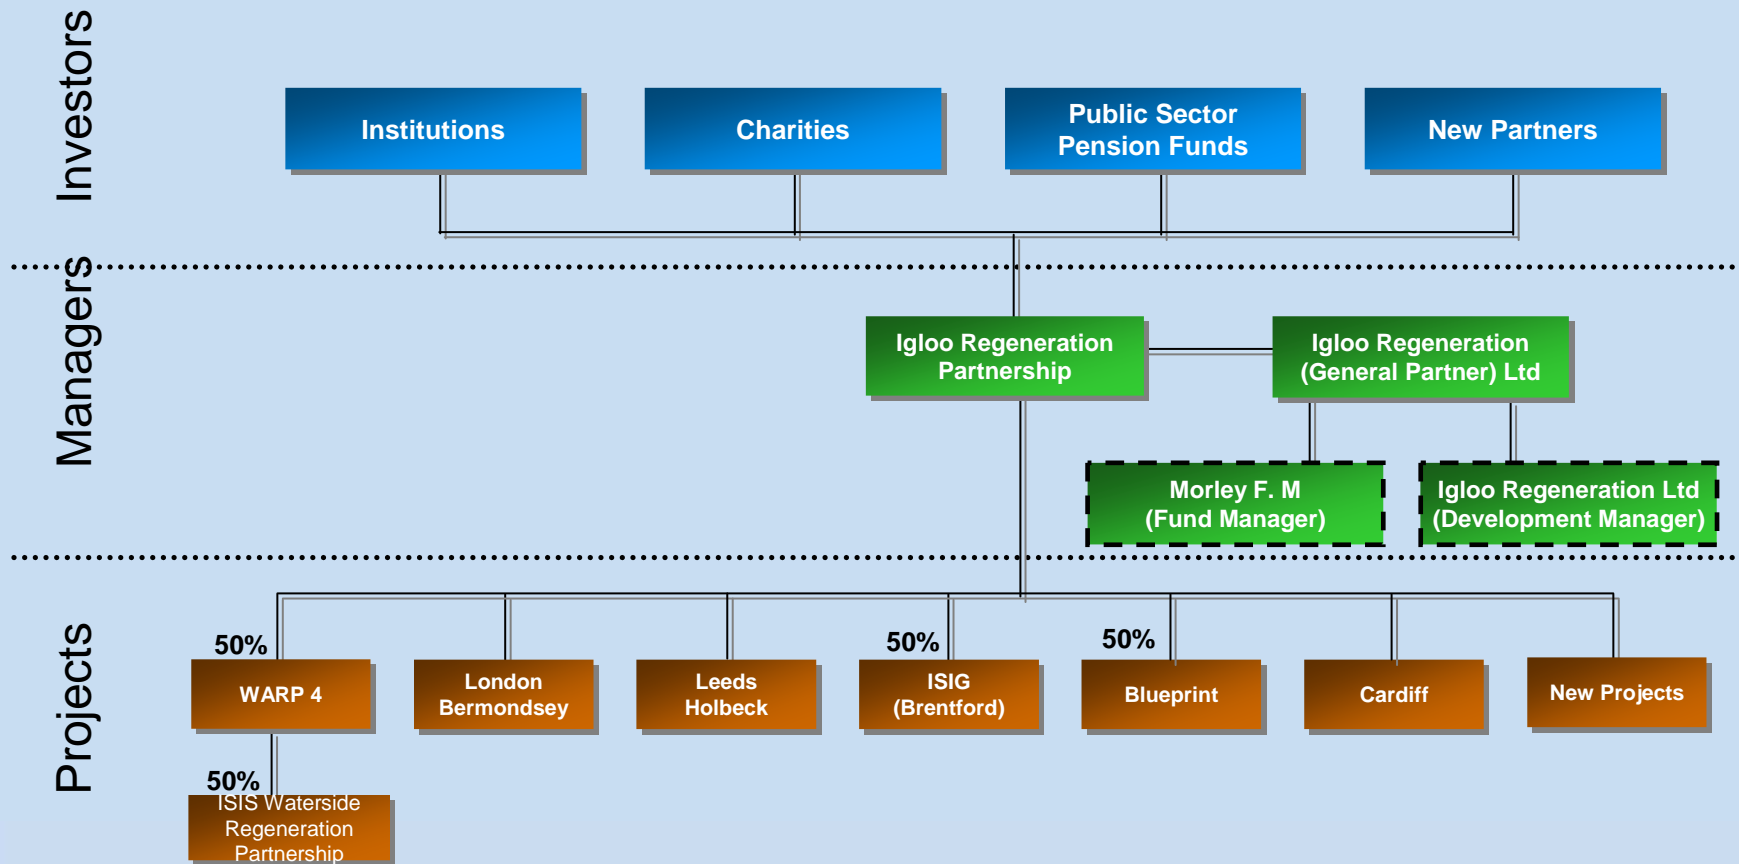 Investors
Institutions
Charities
Public Sector
Pension Funds
New Partners
Managers
Igloo Regeneration
Partnership
Igloo Regeneration
(General Partner) Ltd
Morley F. M
(Fund Manager)
Igloo Regeneration Ltd
(Development Manager)
Projects
50%
WARP 4
London
Bermondsey
Leeds
Holbeck
50%
ISIG
(Brentford)
50%
Blueprint
Cardiff
New Projects
50%
ISIS Waterside
Regeneration
Partnership